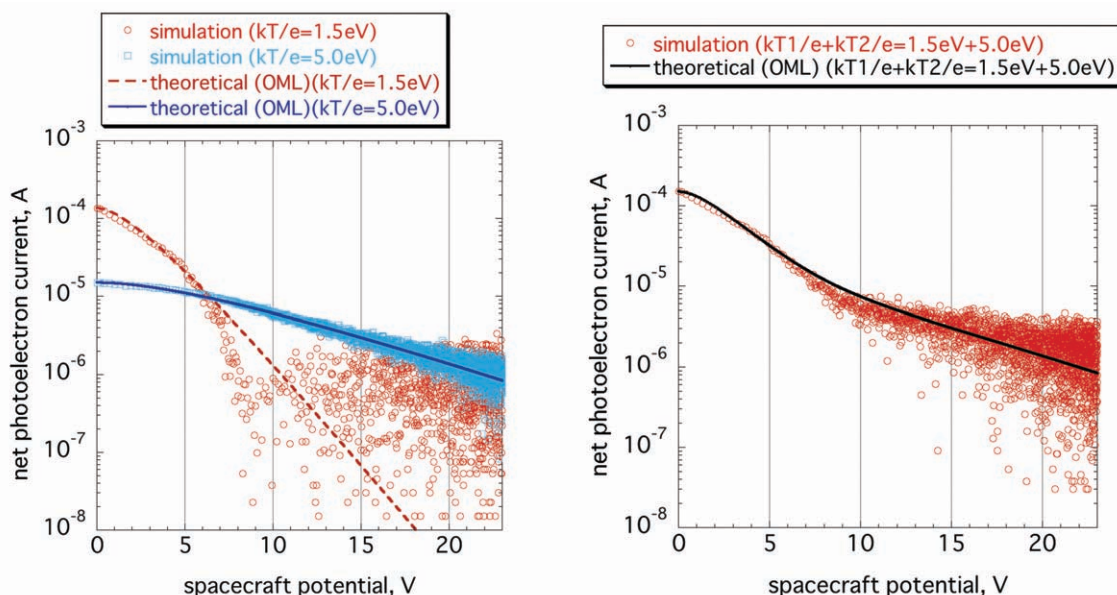 simulation (kT/e=1.5eV)
simulation (kT/e=5.0eV)
theoretical (OML)(kT/e=1.5eV)
theoretical (OML)(kT/e=5.0eV)
net photoelectron current, A
10⁻³
10⁻⁴
10⁻⁵
10⁻⁶
10⁻⁷
10⁻⁸
0 5 10 15 20
spacecraft potential, V
simulation (kT1/e+kT2/e=1.5eV+5.0eV)
theoretical (OML) (kT1/e+kT2/e=1.5eV+5.0eV)
net photoelectron current, A
10⁻³
10⁻⁴
10⁻⁵
10⁻⁶
10⁻⁷
10⁻⁸
0 5 10 15 20
spacecraft potential, V